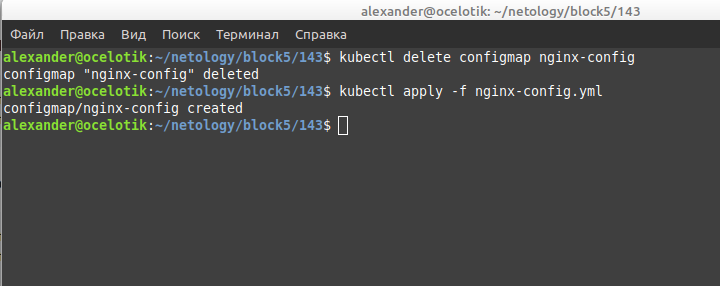 alexander@ocelotik: ~/netology/block5/143
Файл Правка Вид Поиск Терминал Справка
alexander@ocelotik:~/netology/block5/143$ kubectl delete configmap nginx-config
configmap "nginx-config" deleted
alexander@ocelotik:~/netology/block5/143$ kubectl apply -f nginx-config.yml
configmap/nginx-config created
alexander@ocelotik:~/netology/block5/143$